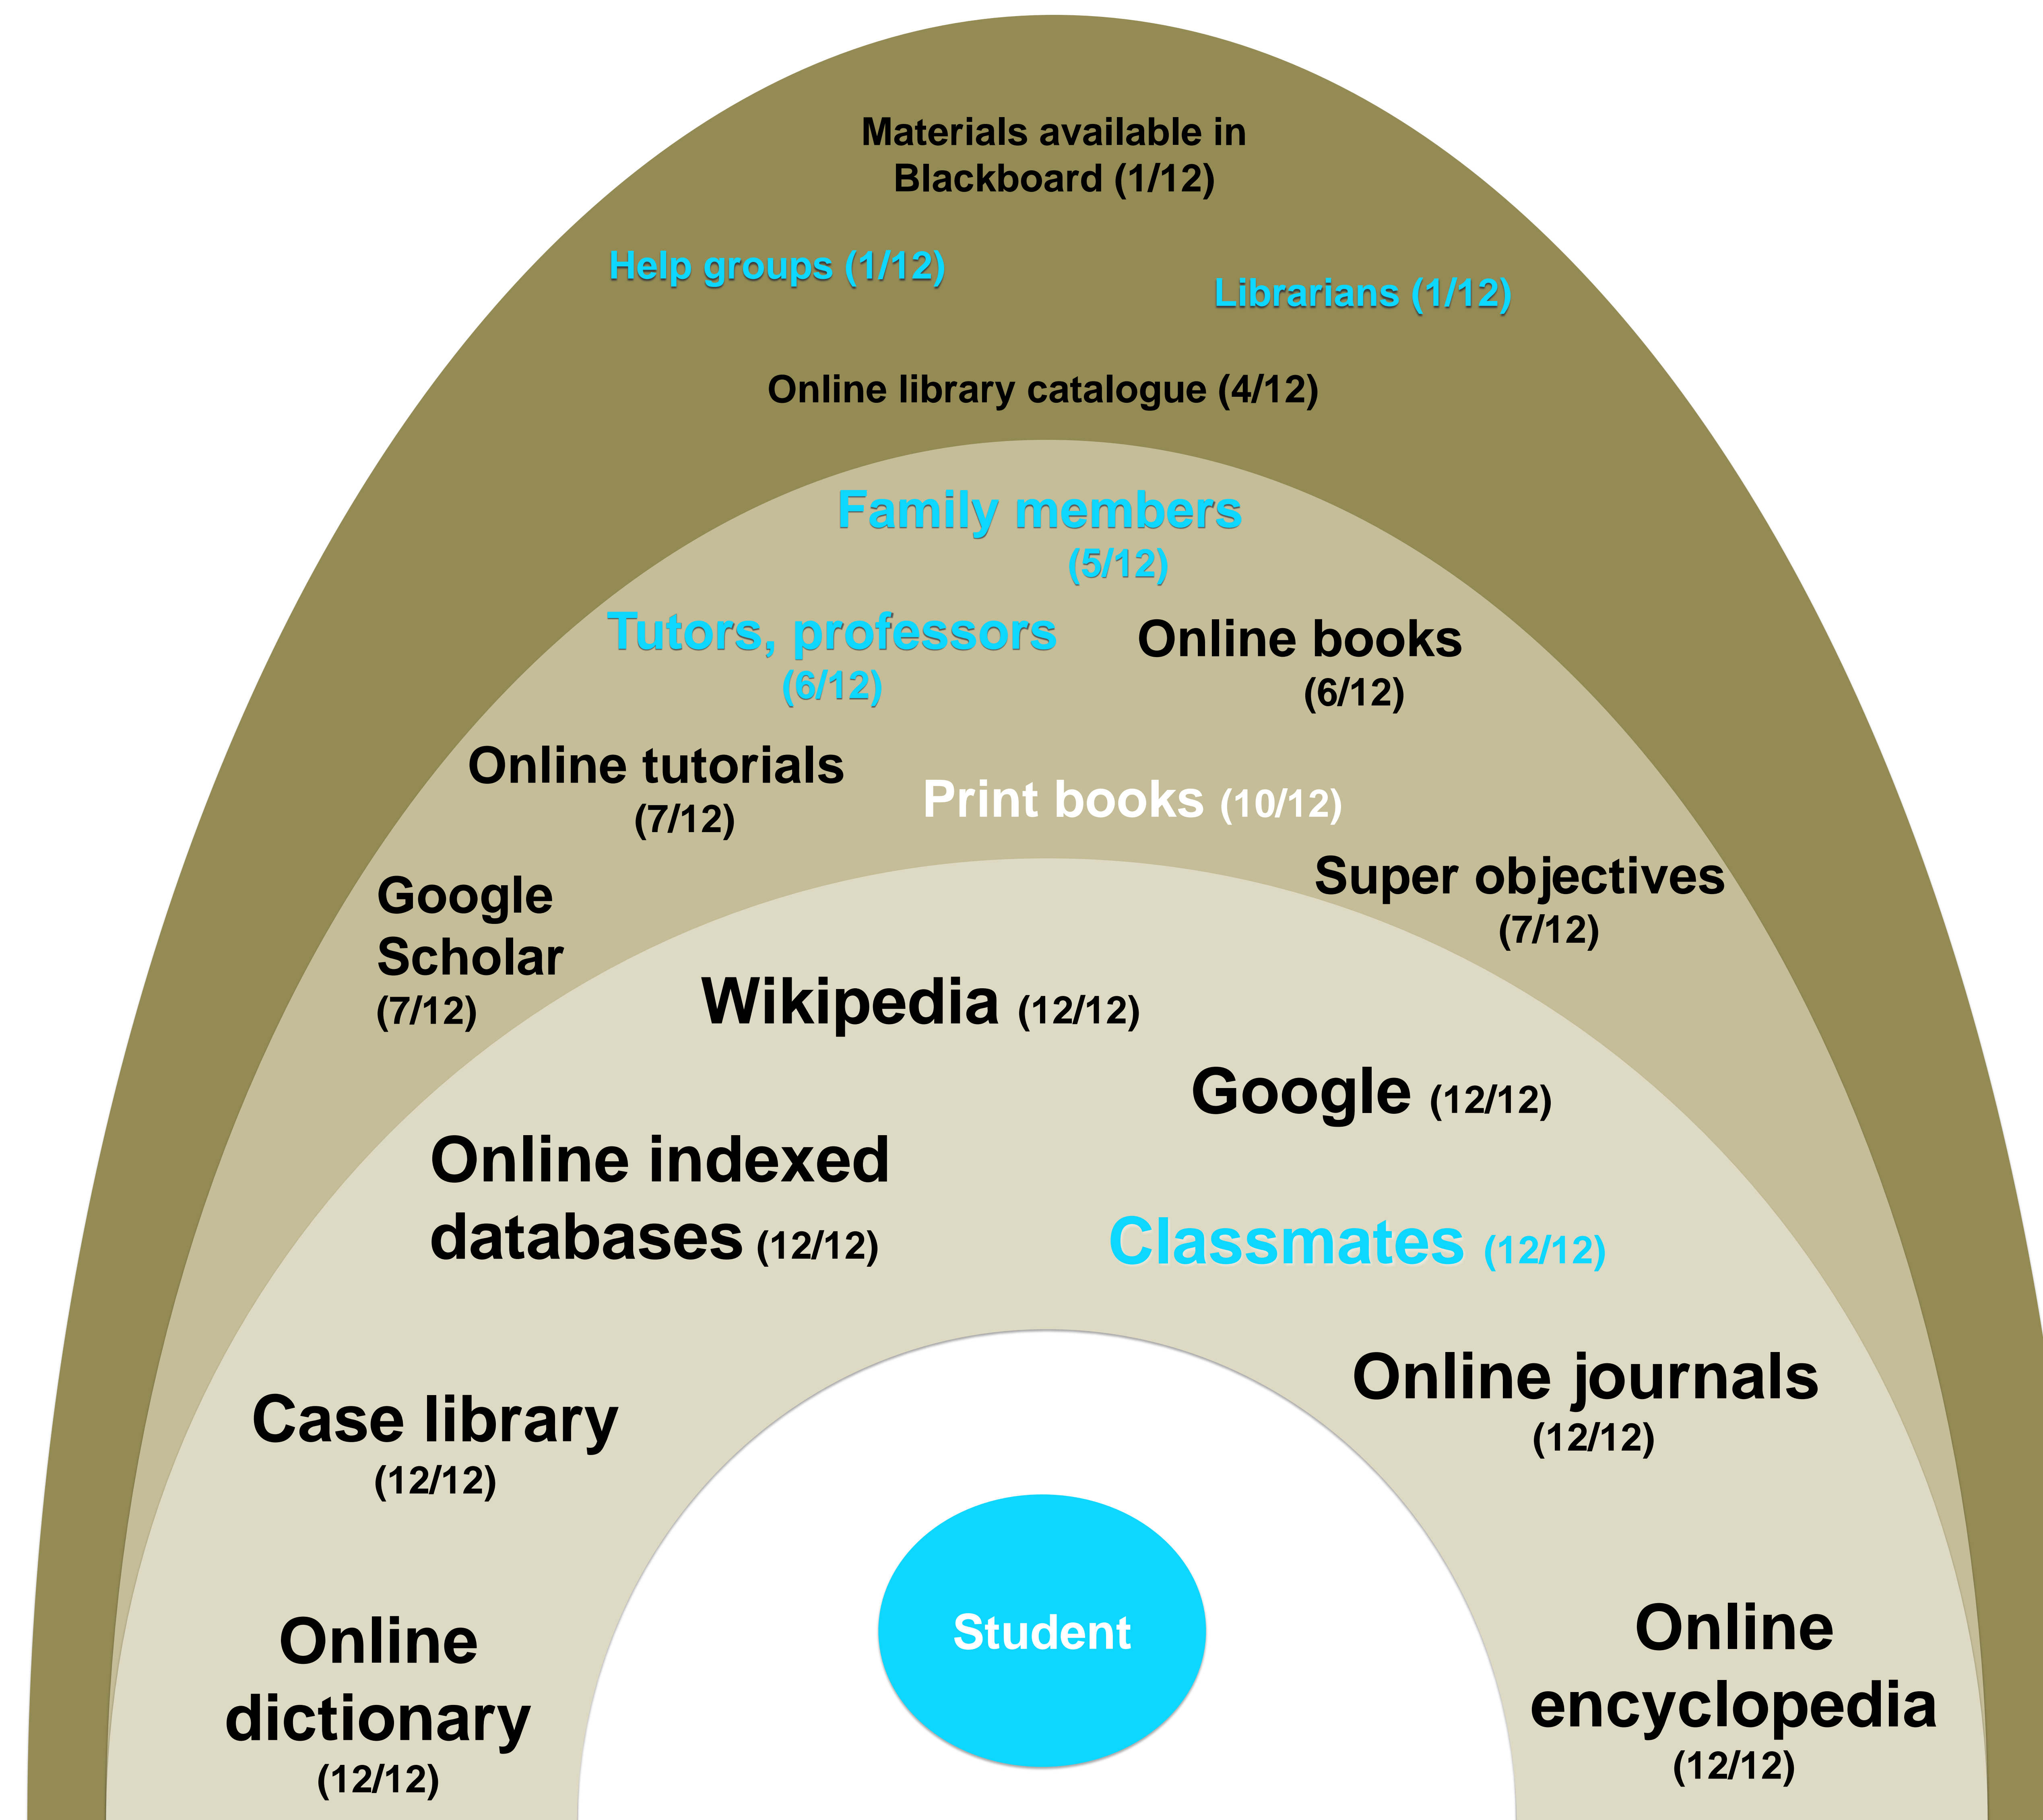 Materials available in
Blackboard (1/12)
Help groups (1/12)
Librarians (1/12)
Online library catalogue (4/12)
Family members
(5/12)
Tutors, professors
(6/12)
Online books
(6/12)
Online tutorials
(7/12)
Print books (10/12)
Super objectives
(7/12)
Google
Scholar
(7/12)
Wikipedia (12/12)
Google (12/12)
Online indexed
databases (12/12)
Classmates (12/12)
Online journals
(12/12)
Case library
(12/12)
Student
Online
dictionary
(12/12)
Online
encyclopedia
(12/12)